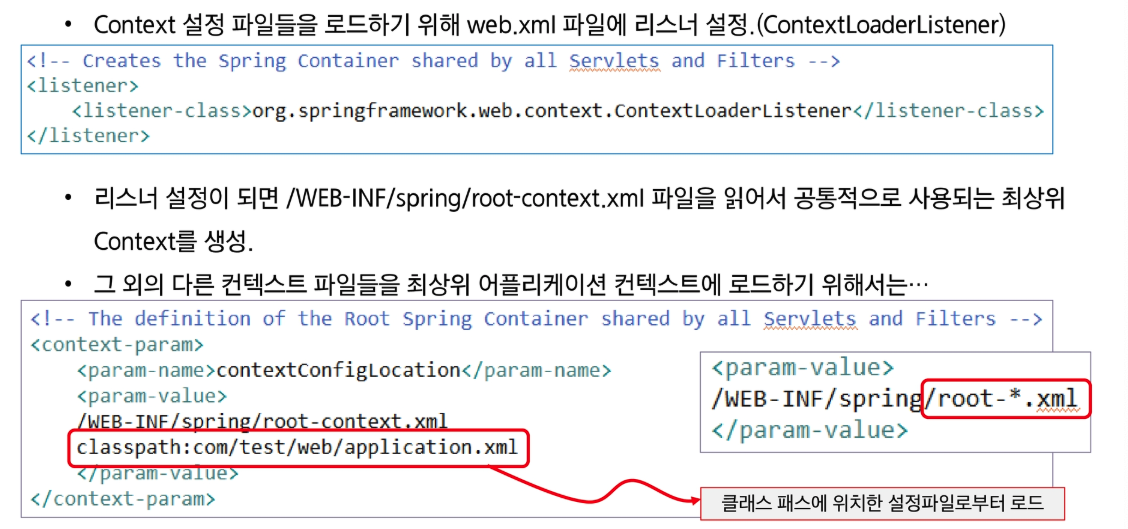 • Context 설정 파일들을 로드하기 위해 web.xml 파일에 리스너 설정.(ContextLoaderListener)
<!-- Creates the Spring Container shared by all Servlets and Filters -->
<listener>
<listener-class>org.springframework.web.context.ContextLoaderListener</listener-class>
</listener>
• 리스너 설정이 되면 /WEB-INF/spring/root-context.xml 파일을 읽어서 공통적으로 사용되는 최상위
Context를 생성.
• 그 외의 다른 컨텍스트 파일들을 최상위 어플리케이션 컨텍스트에 로드하기 위해서는…
<!-- The definition of the Root Spring Container shared by all Servlets and Filters -->
<context-param>
<param-name>contextConfigLocation</param-name>
<param-value>
/WEB-INF/spring/root-context.xml
classpath:com/test/web/application.xml
</param-value>
</context-param>
<param-value>
/WEB-INF/spring/root-*.xml
</param-value>
클래스 패스에 위치한 설정파일로부터 로드